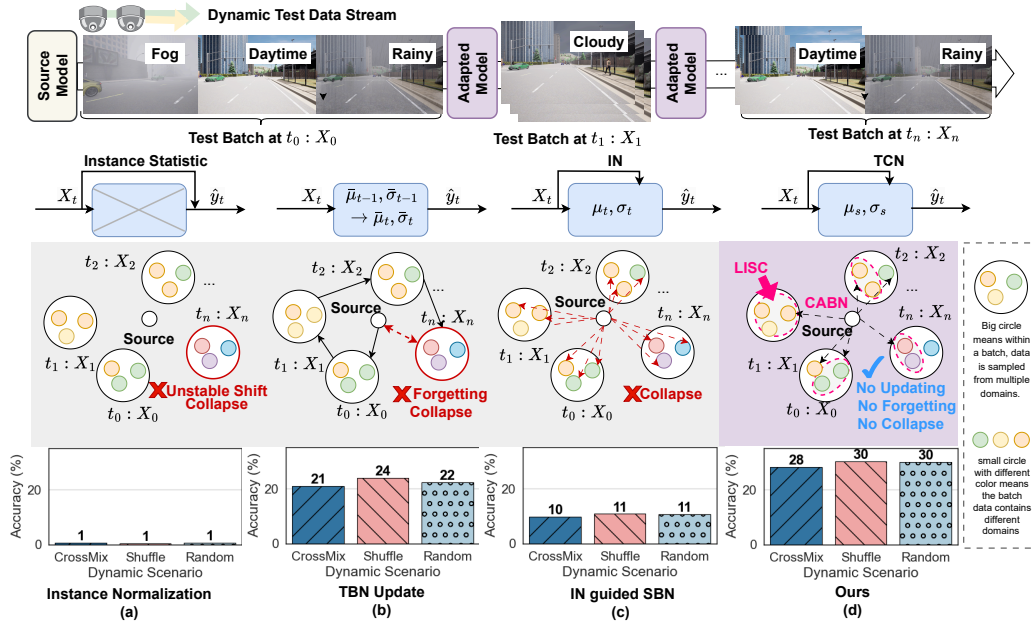 Dynamic Test Data Stream
Source Model
Fog
Daytime
Rainy
Adapted Model
Cloudy
Adapted Model
...
Daytime
Rainy
Test Batch at t₀ : X₀
Test Batch at t₁ : X₁
Test Batch at tₙ : Xₙ
Instance Statistic
Xₜ
ŷₜ
Xₜ
μ̄ₜ₋₁, σ̄ₜ₋₁
→ μ̄ₜ, σ̄ₜ
ŷₜ
IN
Xₜ
μₜ, σₜ
ŷₜ
TCN
Xₜ
μₛ, σₛ
ŷₜ
t₂ : X₂
...
tₙ : Xₙ
Source
t₁ : X₁
t₀ : X₀
Unstable Shift
Collapse
t₂ : X₂
...
Source
tₙ : Xₙ
t₁ : X₁
t₀ : X₀
Forgetting
Collapse
t₂ : X₂
...
Source
tₙ : Xₙ
t₁ : X₁
t₀ : X₀
Collapse
LISC
CABN
t₂ : X₂
...
Source
tₙ : Xₙ
t₁ : X₁
t₀ : X₀
No Updating
No Forgetting
No Collapse
Big circle
means within
a batch, data
is sampled
from multiple
domains.
small circle
with different
color means
the batch
data contains
different
domains
Accuracy (%)
20
0
1
1
1
CrossMix
Shuffle
Random
Dynamic Scenario
Instance Normalization
(a)
Accuracy (%)
20
0
21
24
22
CrossMix
Shuffle
Random
Dynamic Scenario
TBN Update
(b)
Accuracy (%)
20
0
10
11
11
CrossMix
Shuffle
Random
Dynamic Scenario
IN guided SBN
(c)
Accuracy (%)
20
0
28
30
30
CrossMix
Shuffle
Random
Dynamic Scenario
Ours
(d)